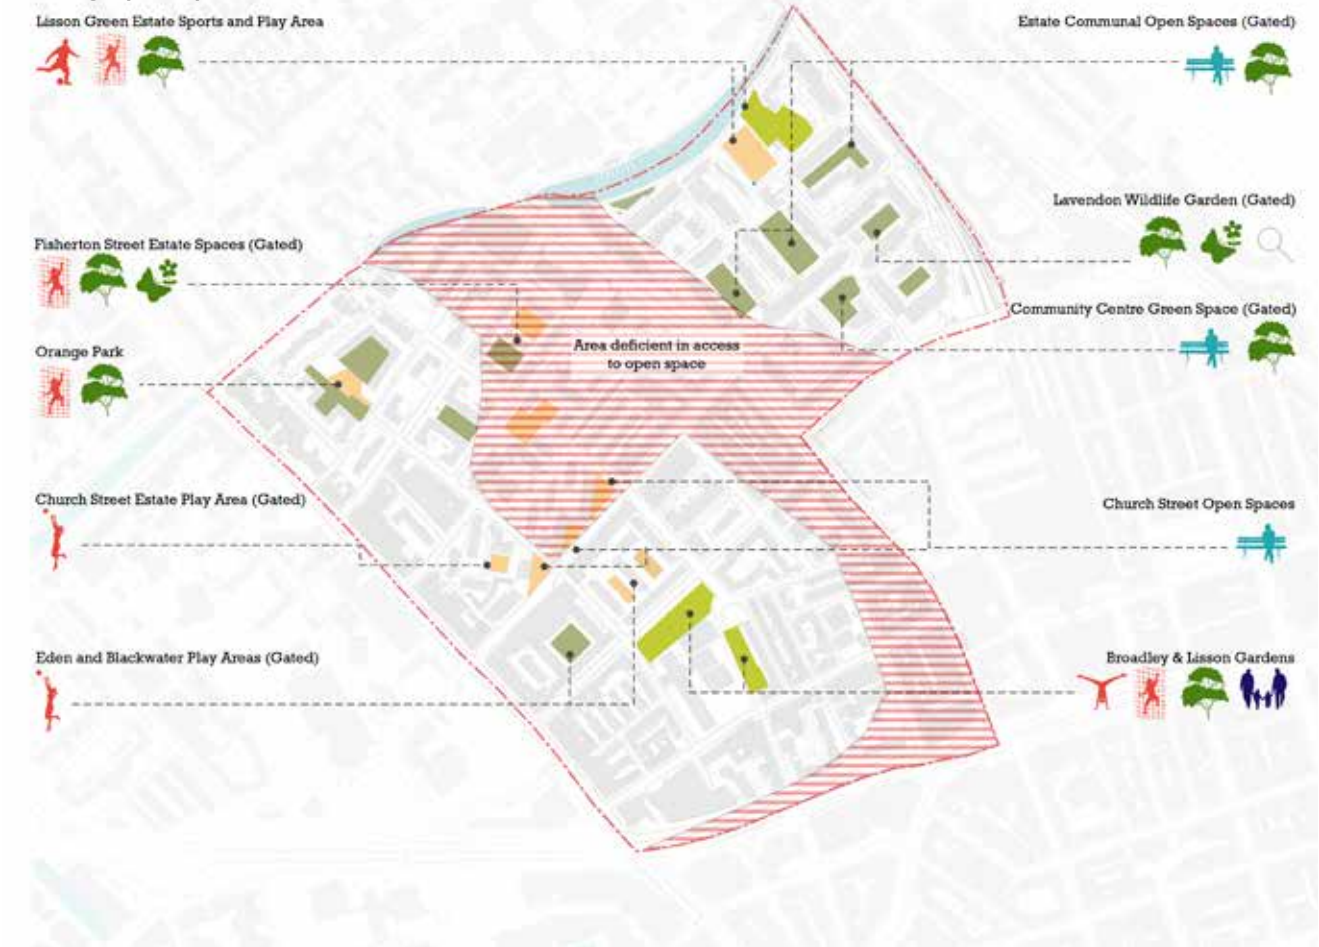 Lisson Green Estate Sports and Play Area
Estate Communal Open Spaces (Gated)
Lavendon Wildlife Garden (Gated)
Fisherton Street Estate Spaces (Gated)
Community Centre Green Space (Gated)
Orange Park
Area deficient in access
to open space
Church Street Estate Play Area (Gated)
Church Street Open Spaces
Eden and Blackwater Play Areas (Gated)
Broadley & Lisson Gardens